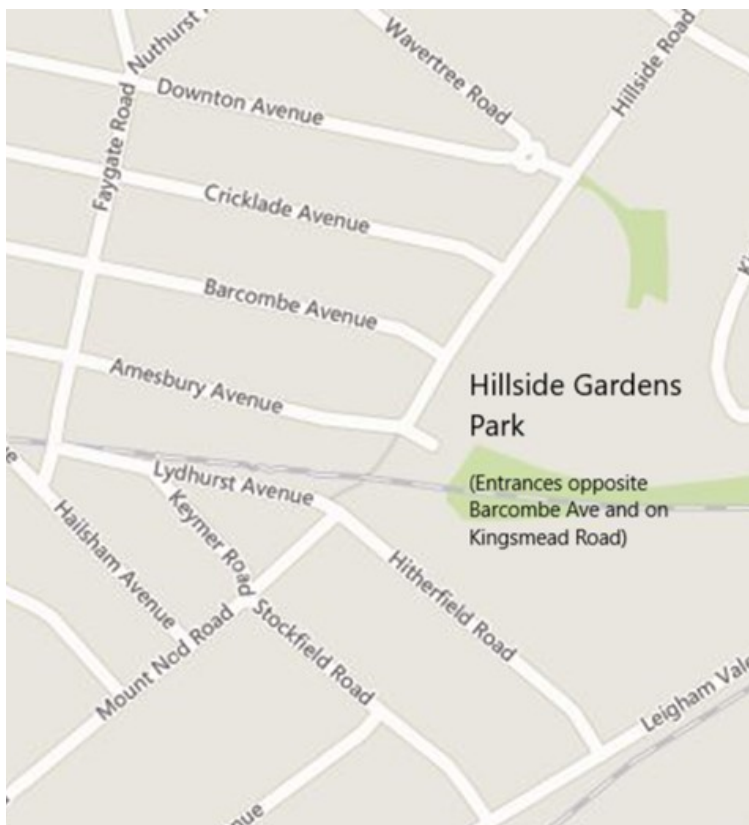 Nuthurst
Wavertree Road
Hillside Road
Downton Avenue
Faygate Road
Cricklade Avenue
Barcombe Avenue
Amesbury Avenue
Hillside Gardens
Park
(Entrances opposite
Barcombe Ave and on
Kingsmead Road)
Lydhurst Avenue
Keymer Road
Hailsham Avenue
Hitherfield Road
Stockfield Road
Mount Nod Road
Leigham Vale